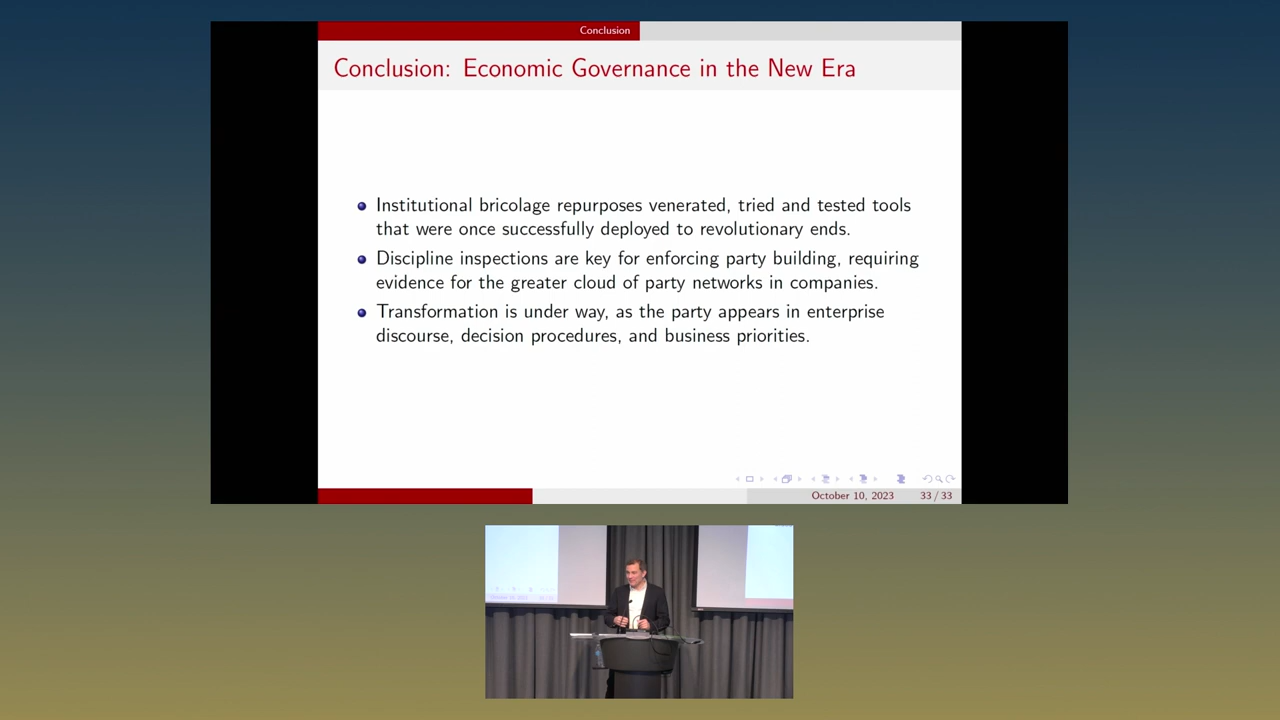 Conclusion
Conclusion: Economic Governance in the New Era
Institutional bricolage repurposes venerated, tried and tested tools
that were once successfully deployed to revolutionary ends.
Discipline inspections are key for enforcing party building, requiring
evidence for the greater cloud of party networks in companies.
Transformation is under way, as the party appears in enterprise
discourse, decision procedures, and business priorities.
October 10, 2023 33 / 33